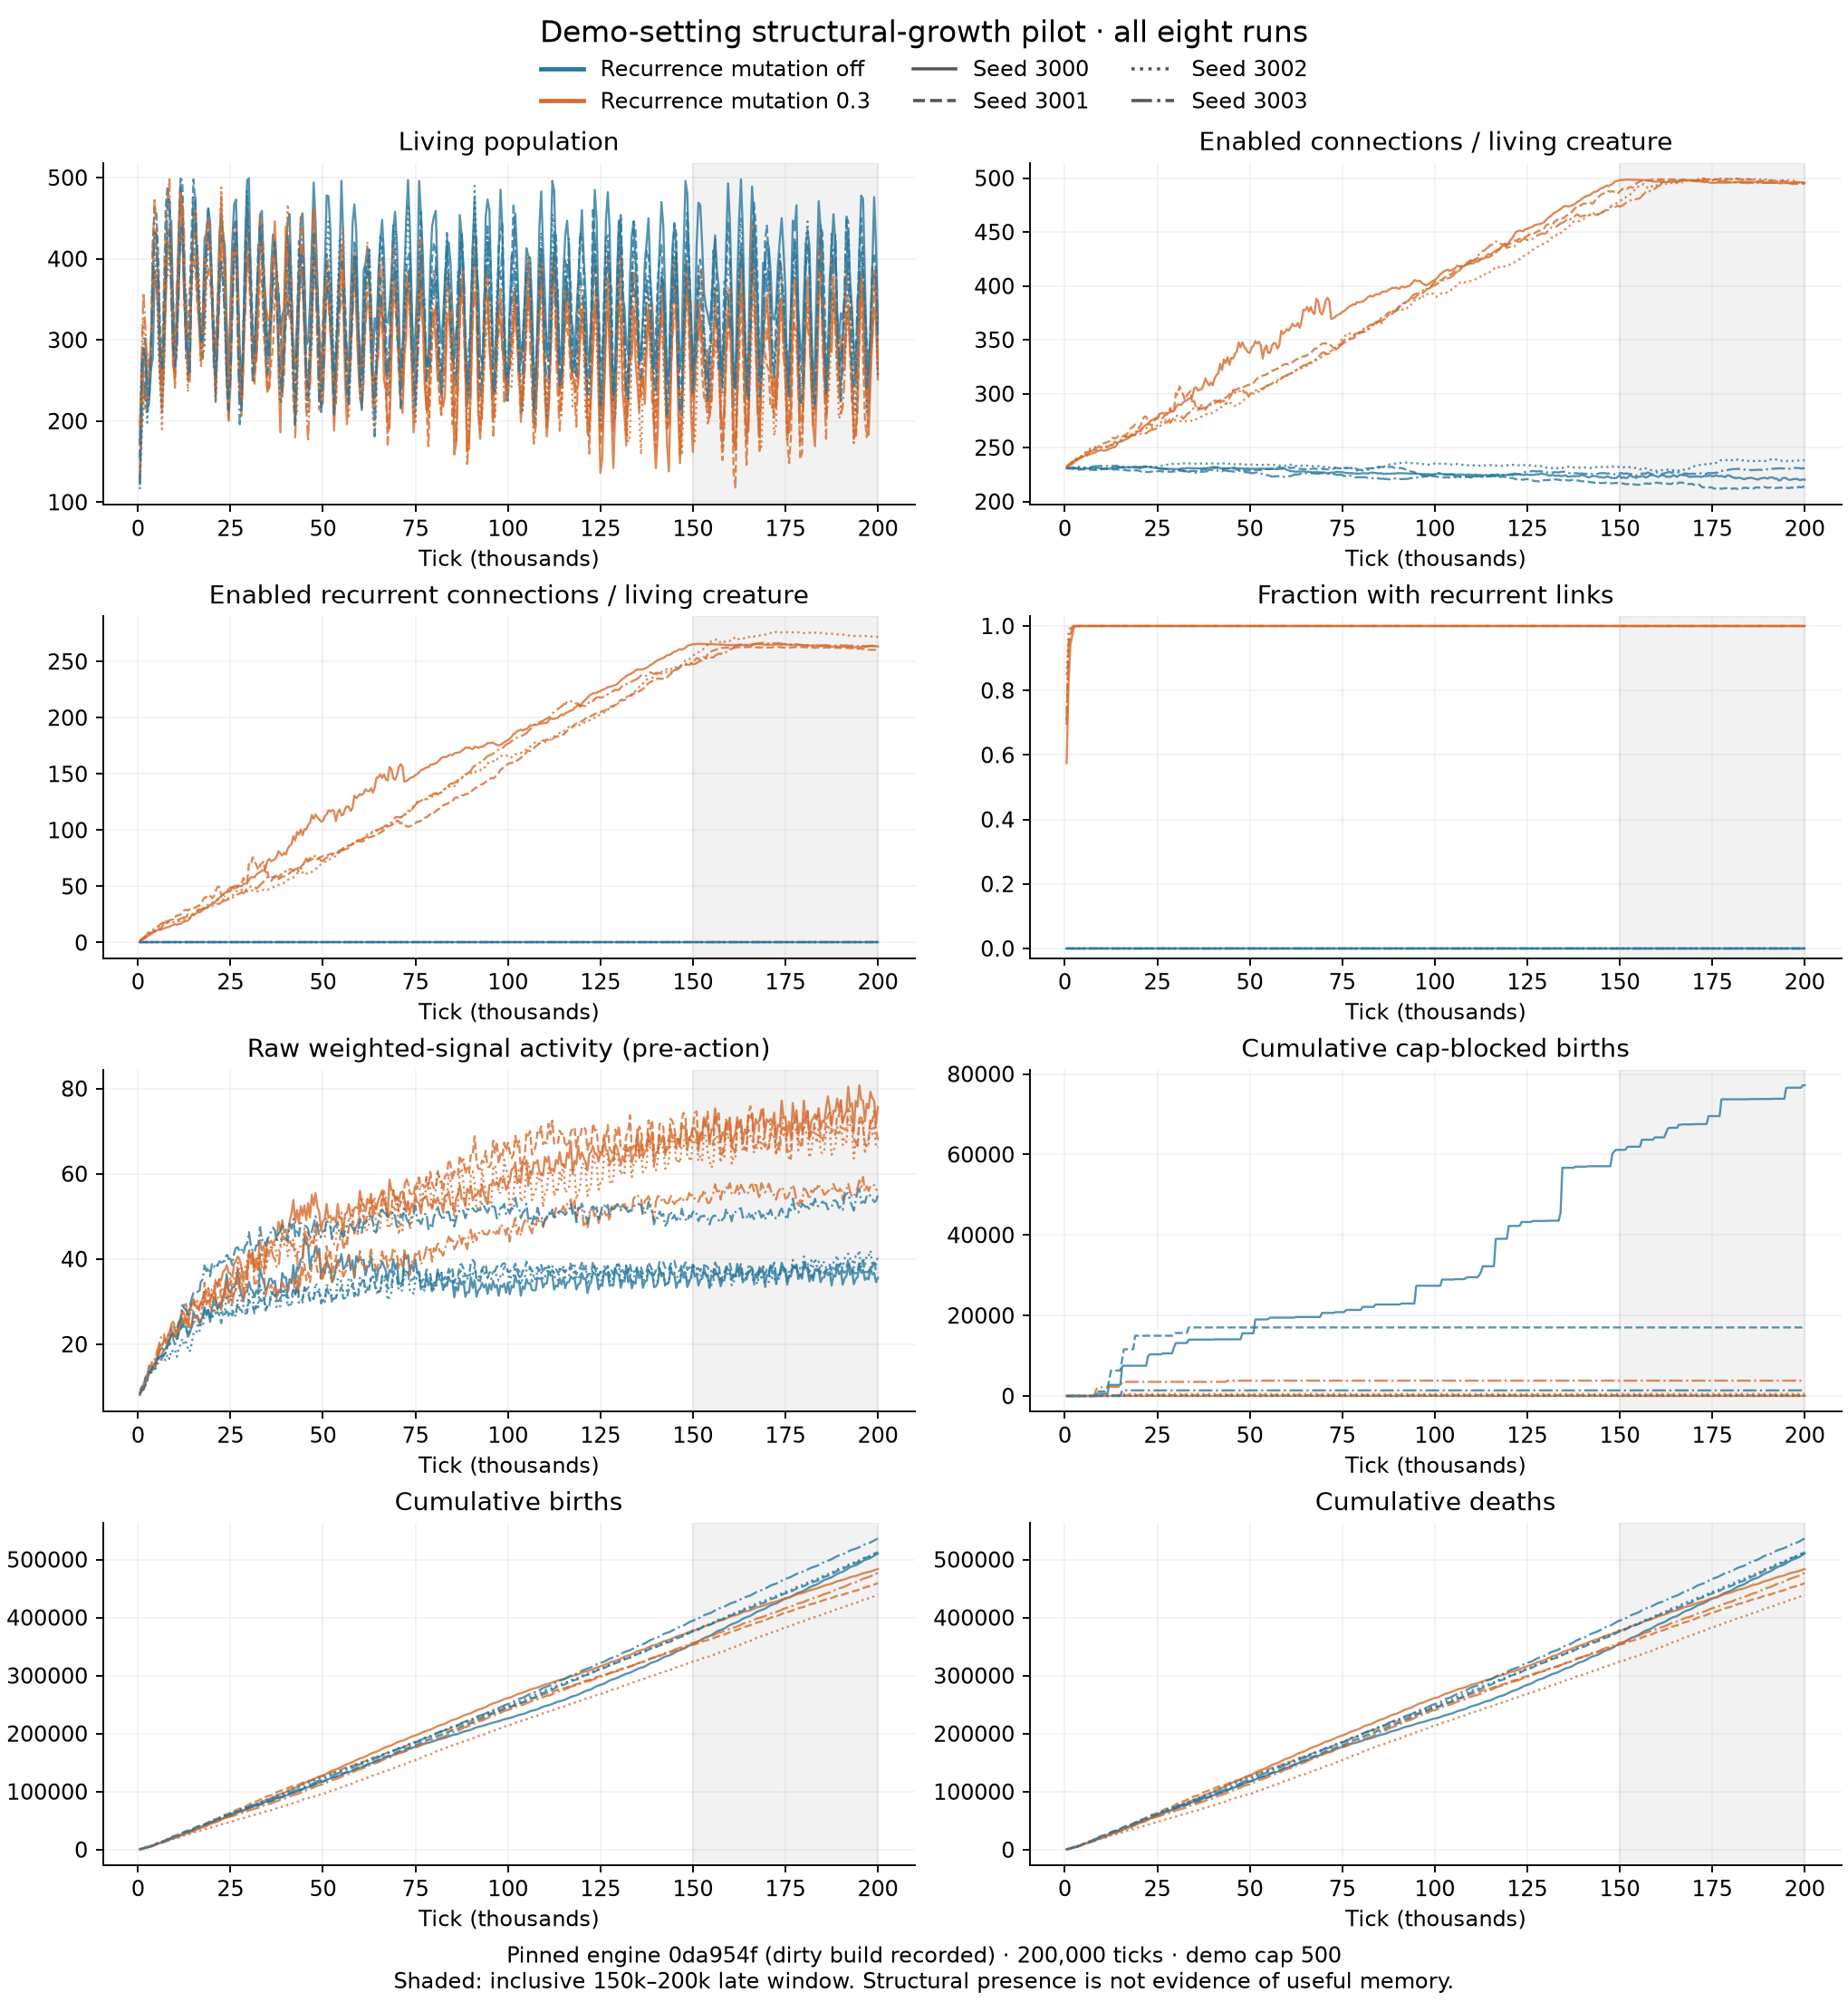 Demo-setting structural-growth pilot · all eight runs
Recurrence mutation off
Seed 3000
Seed 3002
Recurrence mutation 0.3
Seed 3001
Seed 3003
Living population
500
400
300
200
100
0 25 50 75 100 125 150 175 200
Tick (thousands)
Enabled connections / living creature
500
450
400
350
300
250
200
0 25 50 75 100 125 150 175 200
Tick (thousands)
Enabled recurrent connections / living creature
250
200
150
100
50
0
0 25 50 75 100 125 150 175 200
Tick (thousands)
Fraction with recurrent links
1.0
0.8
0.6
0.4
0.2
0.0
0 25 50 75 100 125 150 175 200
Tick (thousands)
Raw weighted-signal activity (pre-action)
80
60
40
20
0 25 50 75 100 125 150 175 200
Tick (thousands)
Cumulative cap-blocked births
80000
60000
40000
20000
0
0 25 50 75 100 125 150 175 200
Tick (thousands)
Cumulative births
500000
400000
300000
200000
100000
0
0 25 50 75 100 125 150 175 200
Tick (thousands)
Cumulative deaths
500000
400000
300000
200000
100000
0
0 25 50 75 100 125 150 175 200
Tick (thousands)
Pinned engine 0da954f (dirty build recorded) · 200,000 ticks · demo cap 500
Shaded: inclusive 150k–200k late window. Structural presence is not evidence of useful memory.